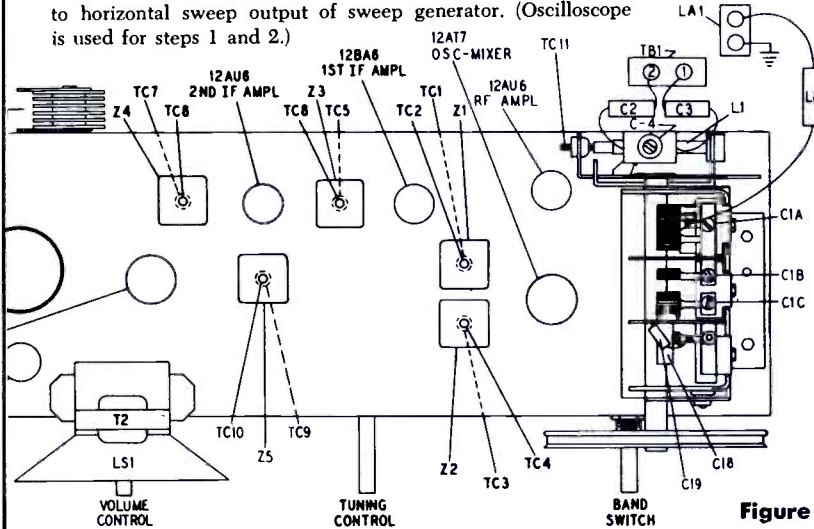 to horizontal sweep output of sweep generator. (Oscilloscope
is used for steps 1 and 2.)
LA1
12AT7
OSC-MIXER
TC11
TB1
2
1
12BA6
1ST IF AMPL
12AU6
2ND IF AMPL
12AU6
RF AMPL
TC7
TC8
Z4
Z3
TC8
TC5
TC1
TC2
Z1
C2
C3
C-4
L1
C1A
C1B
C1C
T2
LS1
TC10
Z5
TC9
Z2
TC3
TC4
C19
C18
VOLUME
CONTROL
TUNING
CONTROL
BAND
SWITCH
Figure